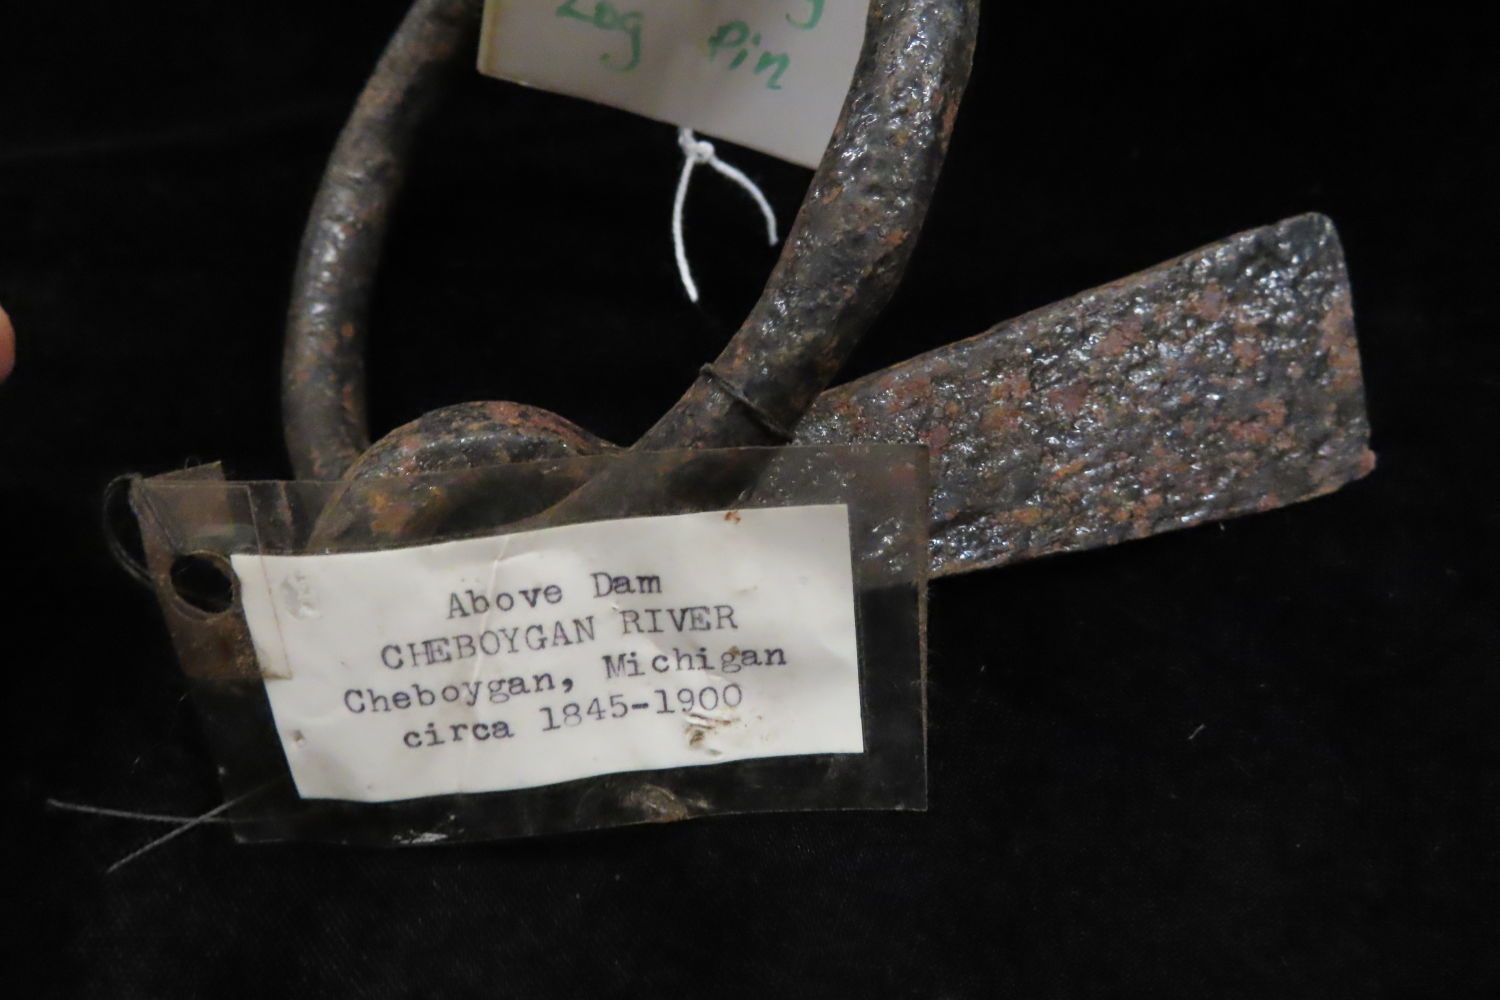 Log Pin
Above Dam
CHEBOYGAN RIVER
Cheboygan, Michigan
circa 1845-1900